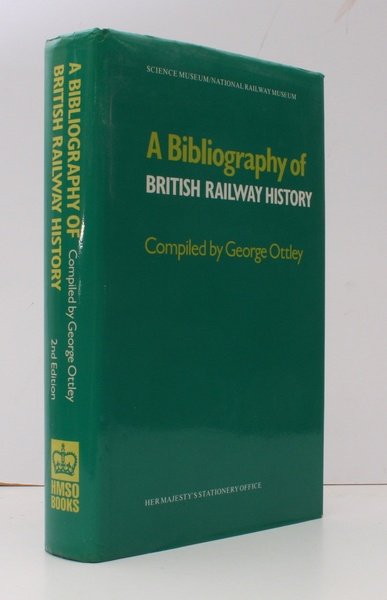 SCIENCE MUSEUM/NATIONAL RAILWAY MUSEUM
A Bibliography of
BRITISH RAILWAY HISTORY
Compiled by George Ottley
HER MAJESTY'S STATIONERY OFFICE
A BIBLIOGRAPHY OF
BRITISH RAILWAY HISTORY
Compiled by George Ottley
2nd Edition
HMSO
BOOKS